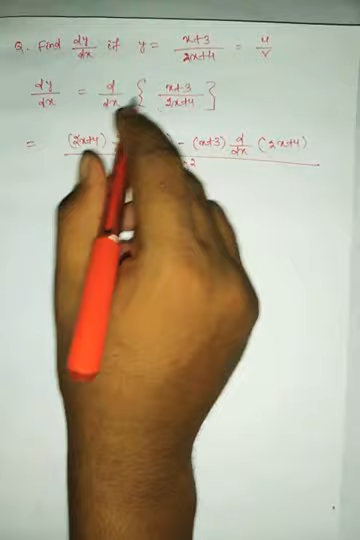 Q. Find dy/dx if y = x+3/2x+4 = u/v
dy/dx = d/dx { x+3/2x+4 }
= (2x+4) - (x+3) d/dx (2x+4)
2